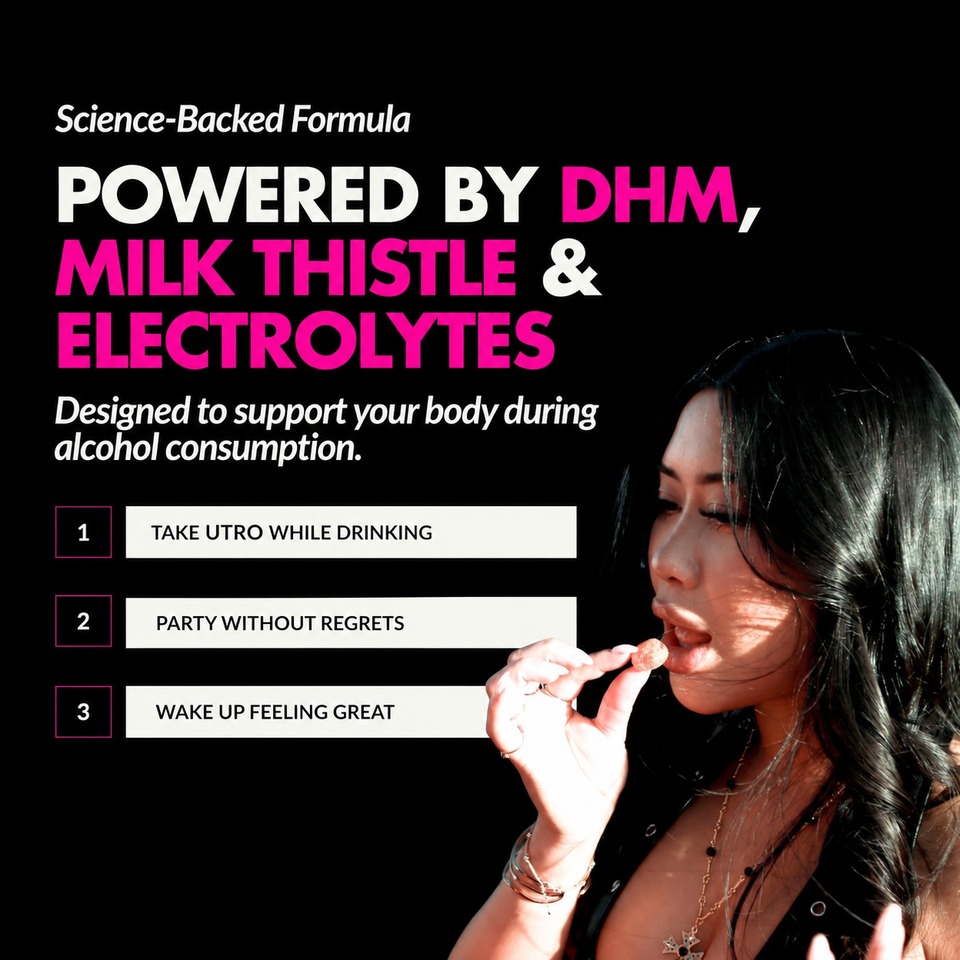 Science-Backed Formula
POWERED BY DHM,
MILK THISTLE &
ELECTROLYTES
Designed to support your body during
alcohol consumption.
1 TAKE UTRO WHILE DRINKING
2 PARTY WITHOUT REGRETS
3 WAKE UP FEELING GREAT